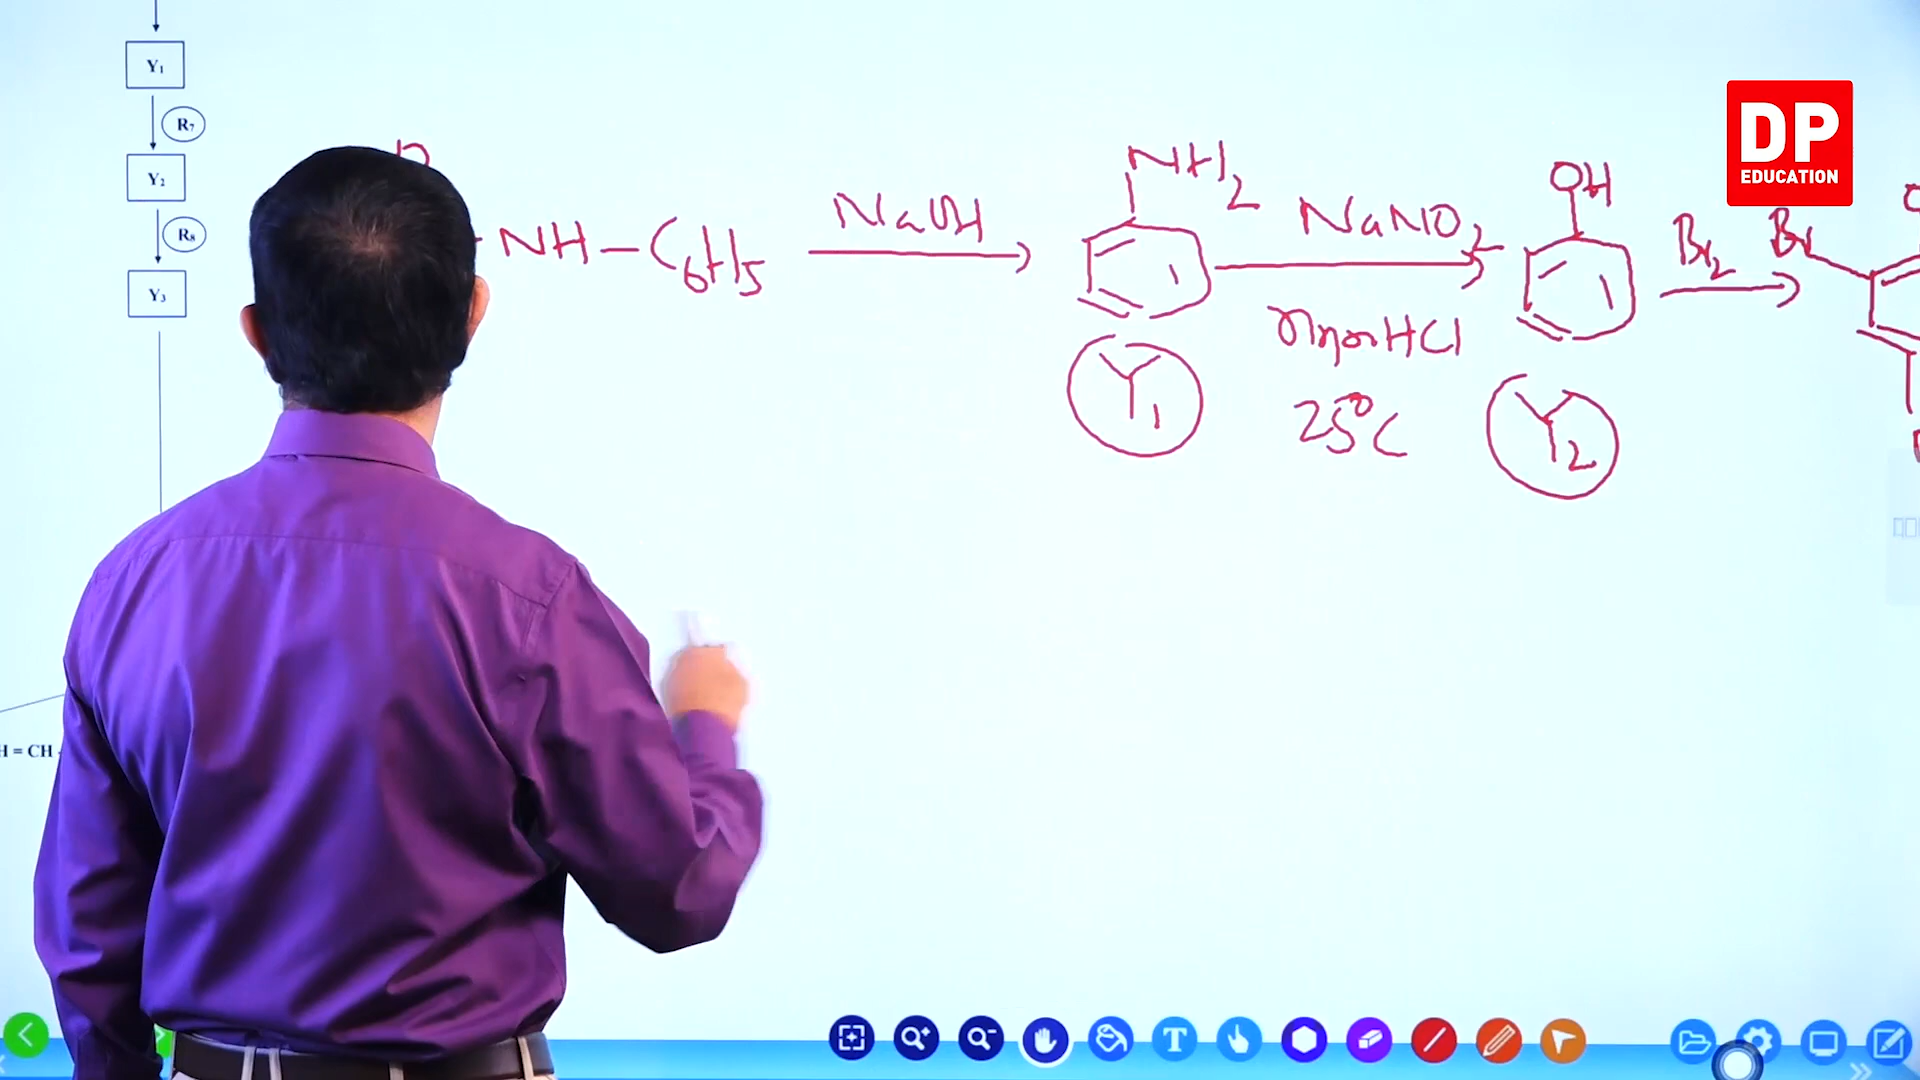 Y₁
R₇
Y₂
R₈
Y₃
H = CH
NH – C₆H₅
NaOH
NH₂
Y₁
NaNO₂
HCl
25°C
OH
Y₂
Br₂
Br
DP
EDUCATION
T